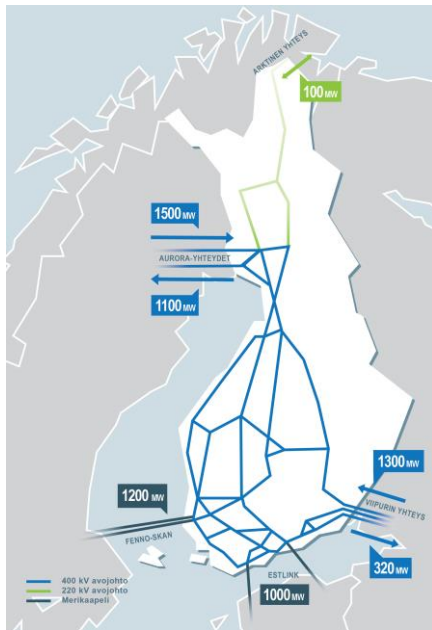 ARKTINEN YHTEYS
100 MW
1500 MW
AURORA-YHTEYDET
1100 MW
1300 MW
1200 MW
VIIPURIN YHTEYS
FENNO-SKAN
320 MW
ESTLINK
1000 MW
400 kV avojohto
220 kV avojohto
Merikaapeli